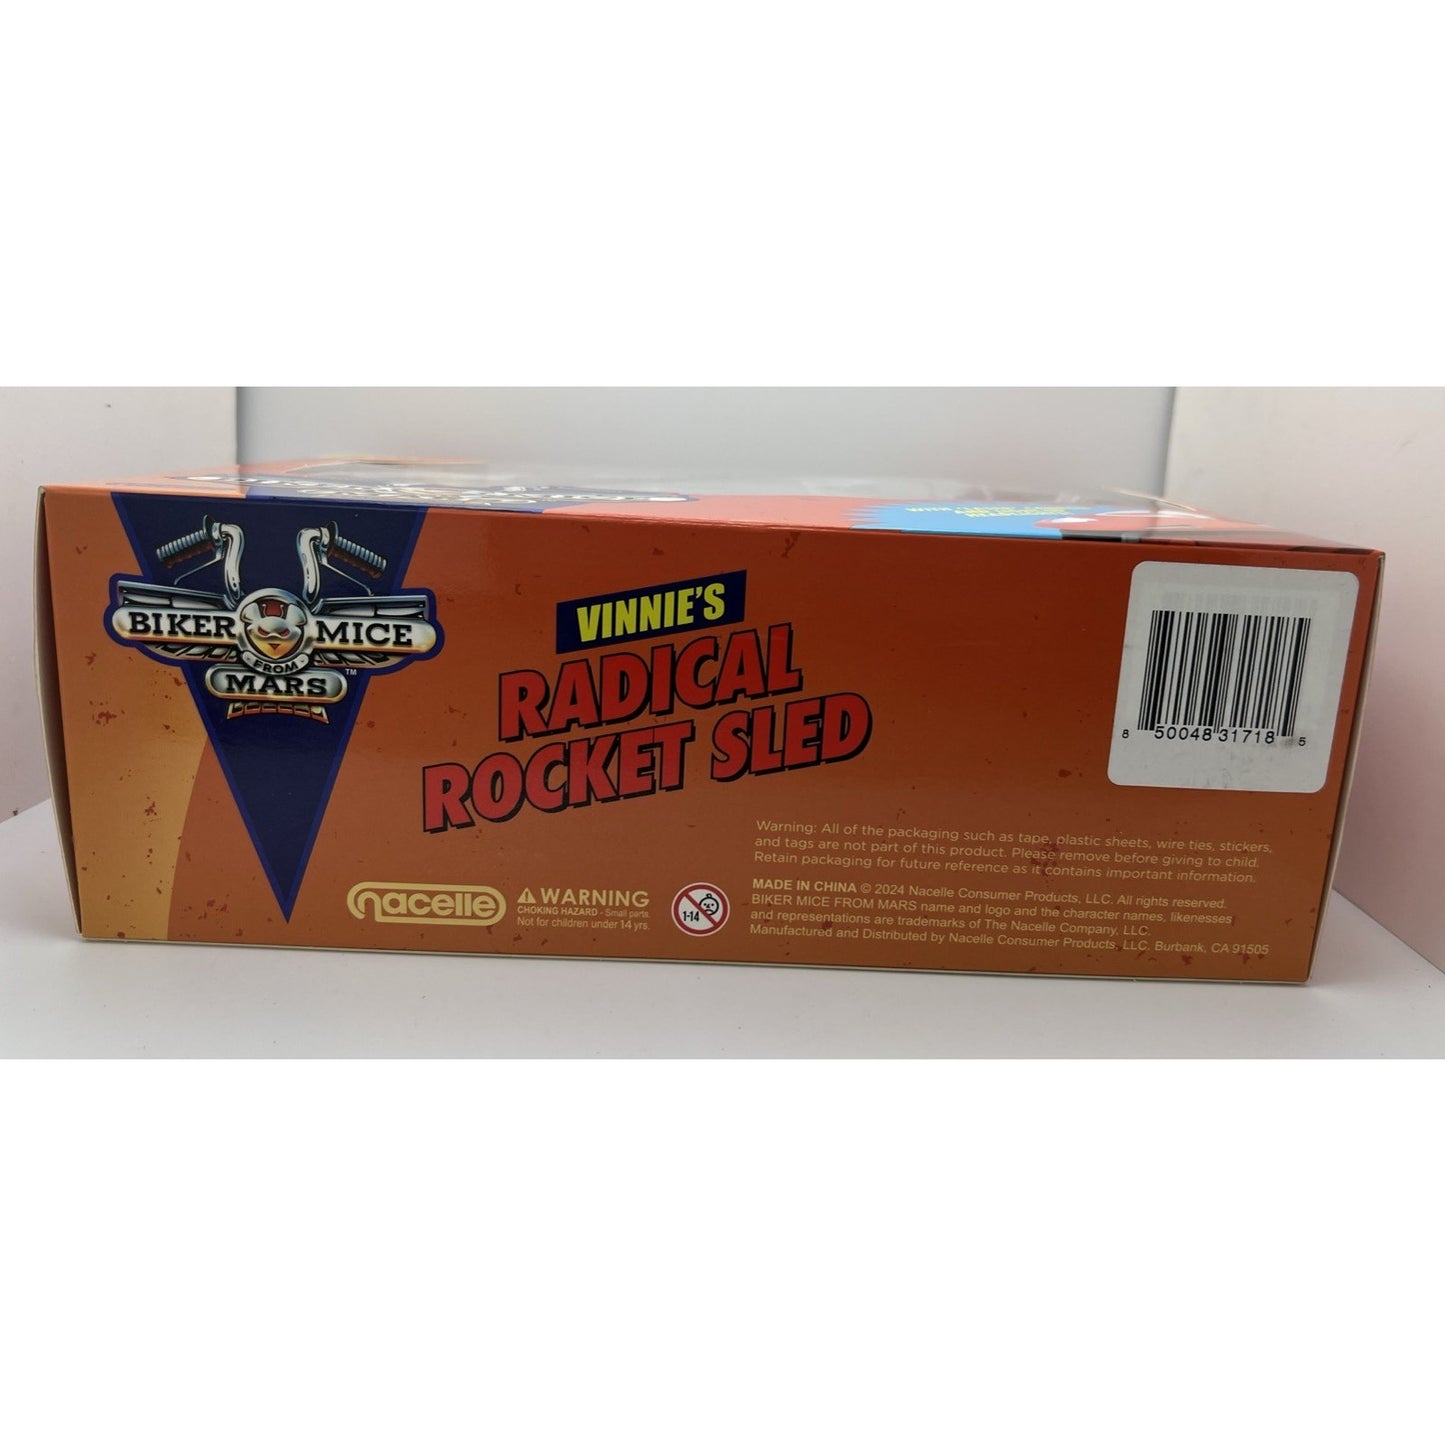 BIKER MICE
FROM
MARS™
VINNIE'S
RADICAL
ROCKET SLED
8 50048 31718 5
Warning: All of the packaging such as tape, plastic sheets, wire ties, stickers,
and tags are not part of this product. Please remove before giving to child.
Retain packaging for future reference as it contains important information.
nacelle
WARNING
CHOKING HAZARD - Small parts.
Not for children under 14 yrs.
1-14
MADE IN CHINA © 2024 Nacelle Consumer Products, LLC. All rights reserved.
BIKER MICE FROM MARS name and logo and the character names, likenesses
and representations are trademarks of The Nacelle Company, LLC.
Manufactured and Distributed by Nacelle Consumer Products, LLC. Burbank, CA 91505